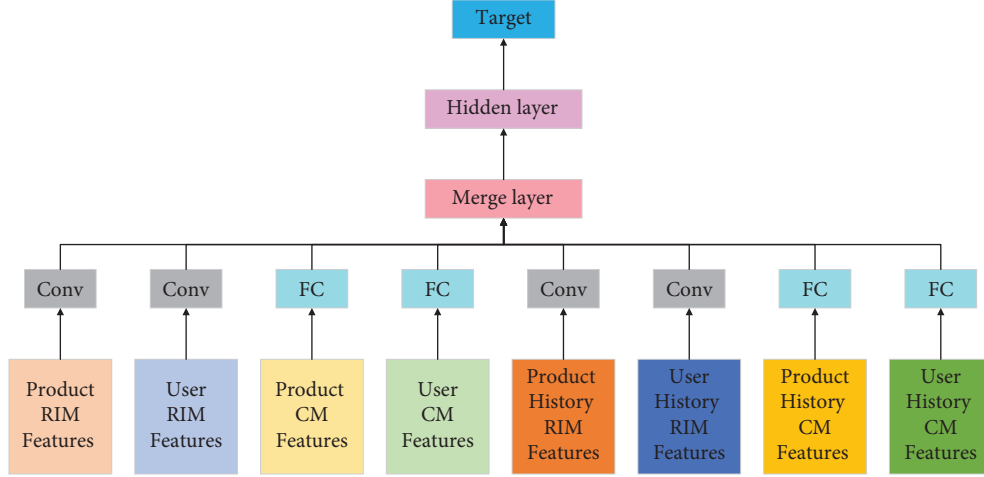 Target
Hidden layer
Merge layer
Conv
Conv
FC
FC
Conv
Conv
FC
FC
Product
RIM
Features
User
RIM
Features
Product
CM
Features
User
CM
Features
Product
History
RIM
Features
User
History
RIM
Features
Product
History
CM
Features
User
History
CM
Features